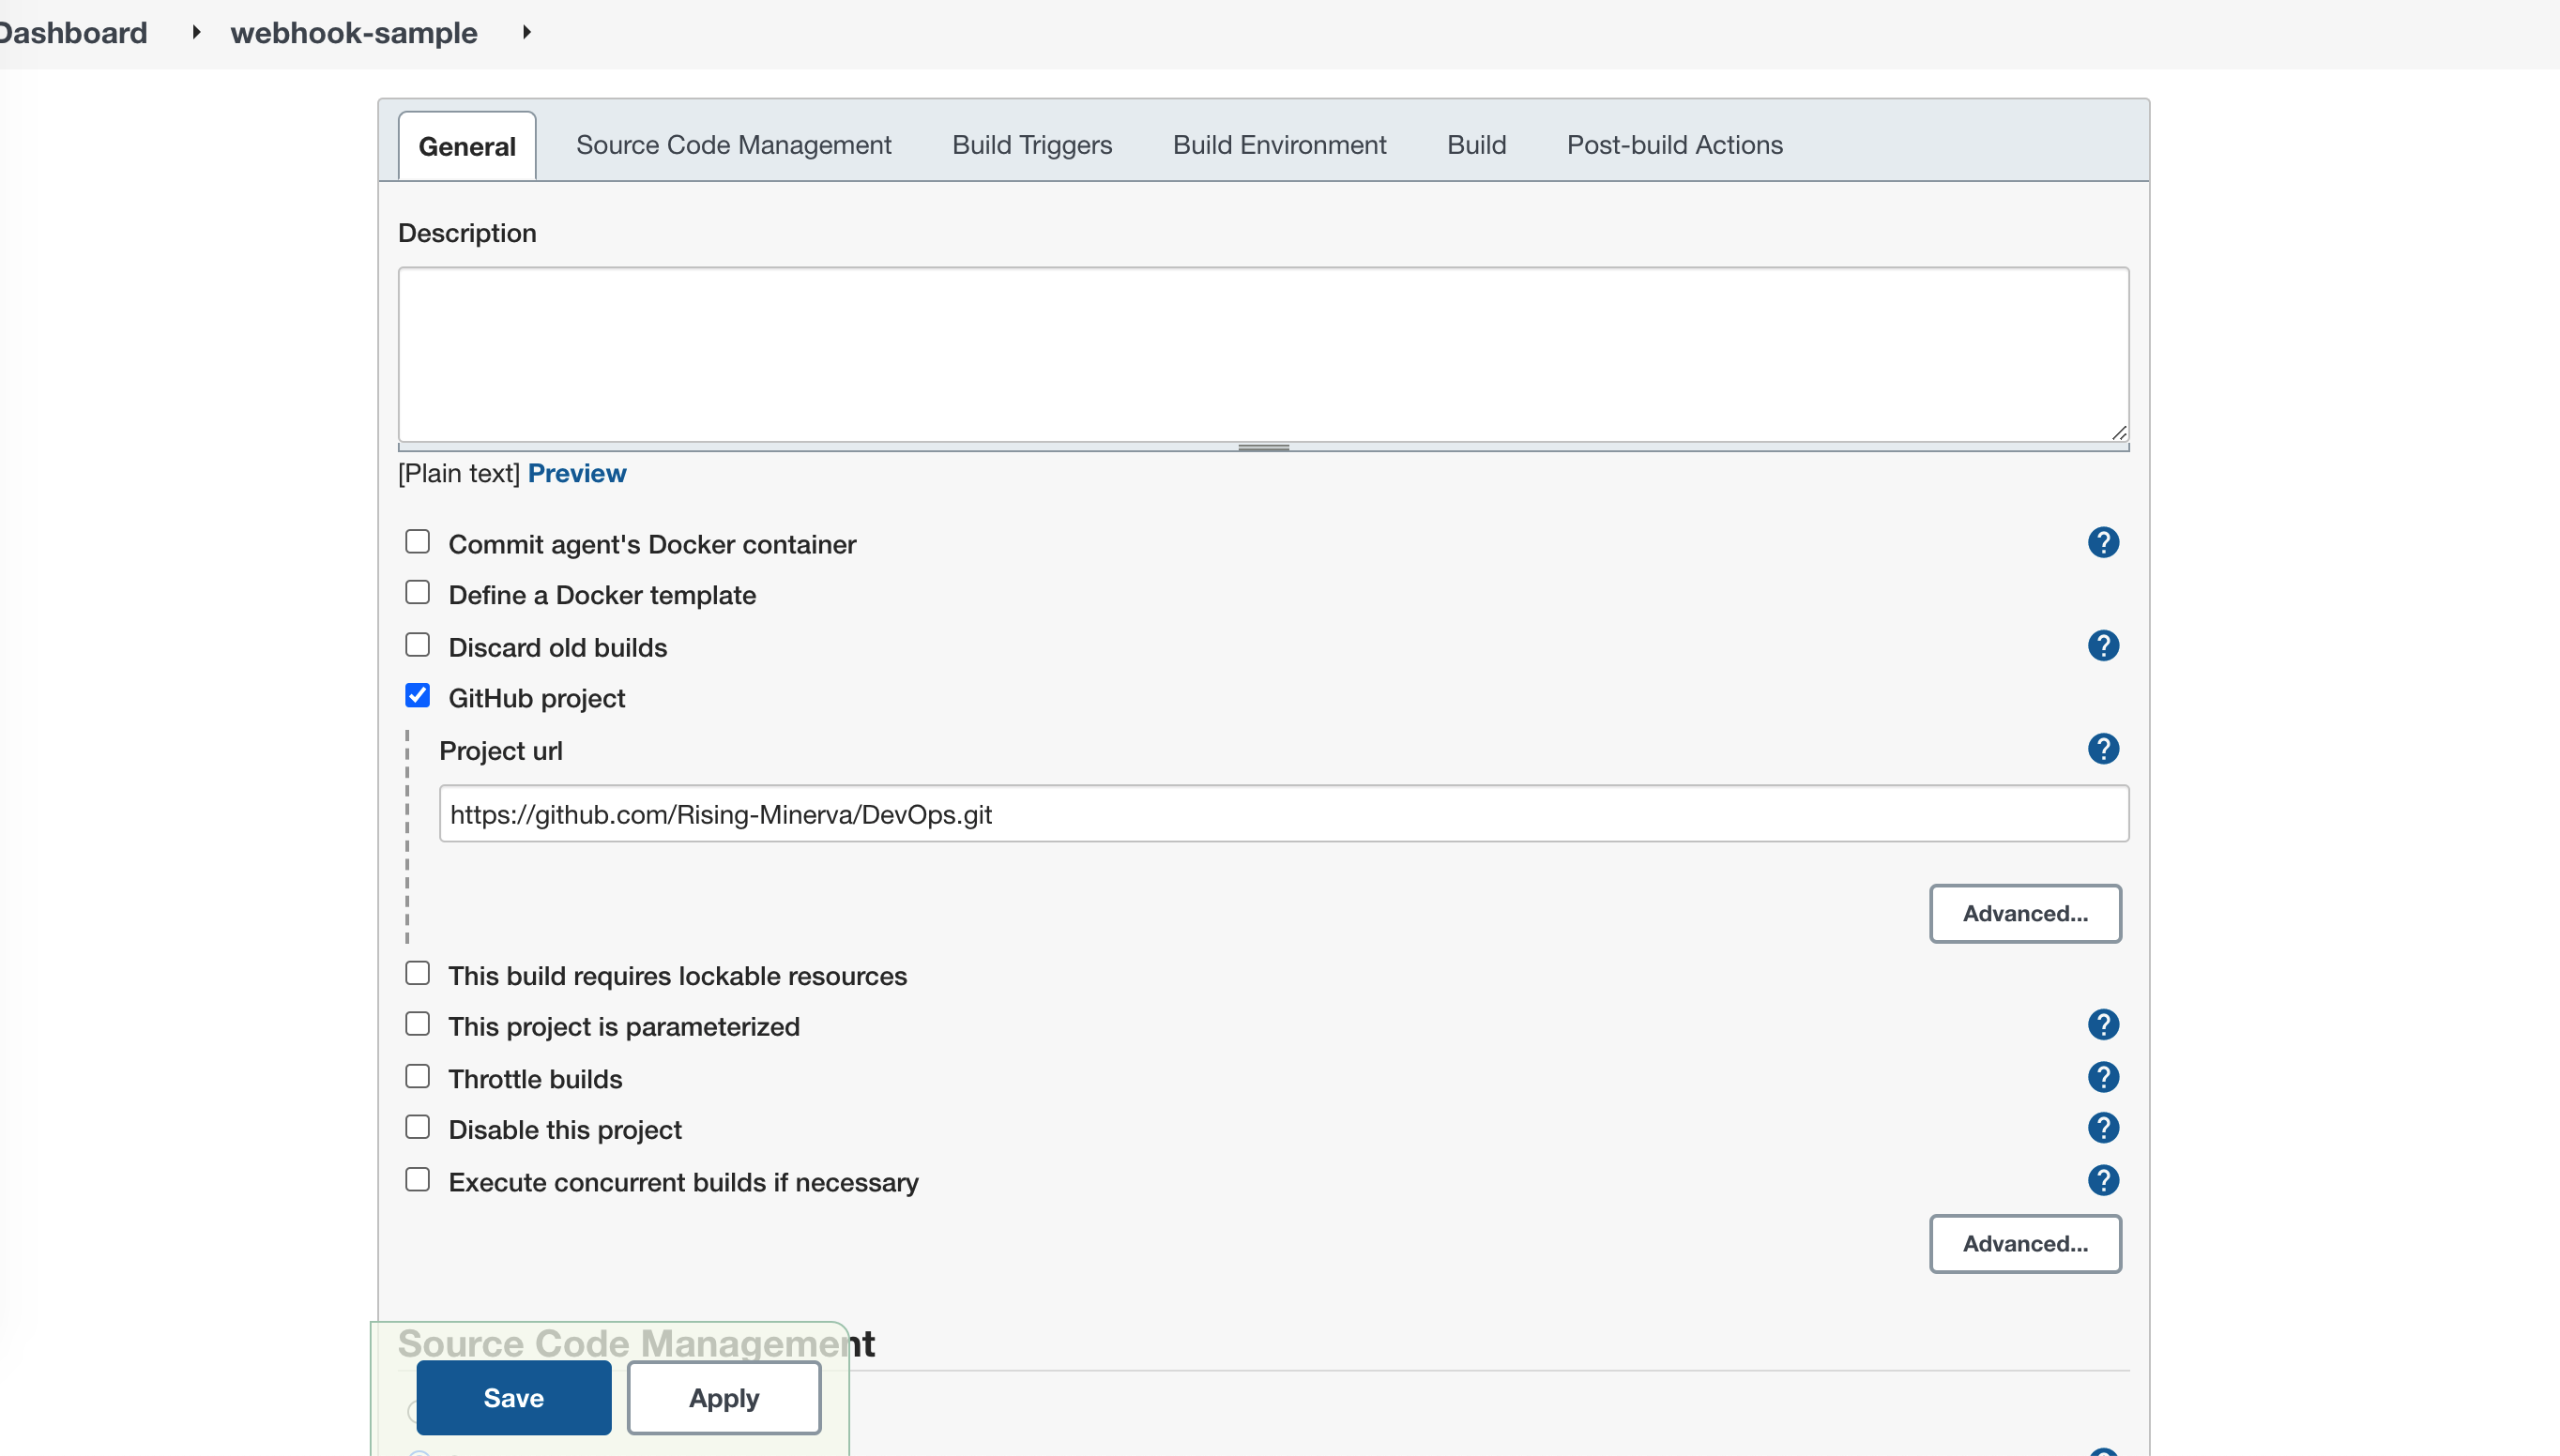 Dashboard
webhook-sample
General
Source Code Management
Build Triggers
Build Environment
Build
Post-build Actions
Description
[Plain text] Preview
Commit agent's Docker container
?
Define a Docker template
Discard old builds
?
GitHub project
Project url
?
https://github.com/Rising-Minerva/DevOps.git
Advanced...
This build requires lockable resources
This project is parameterized
?
Throttle builds
?
Disable this project
?
Execute concurrent builds if necessary
?
Advanced...
Source Code Management
Save
Apply